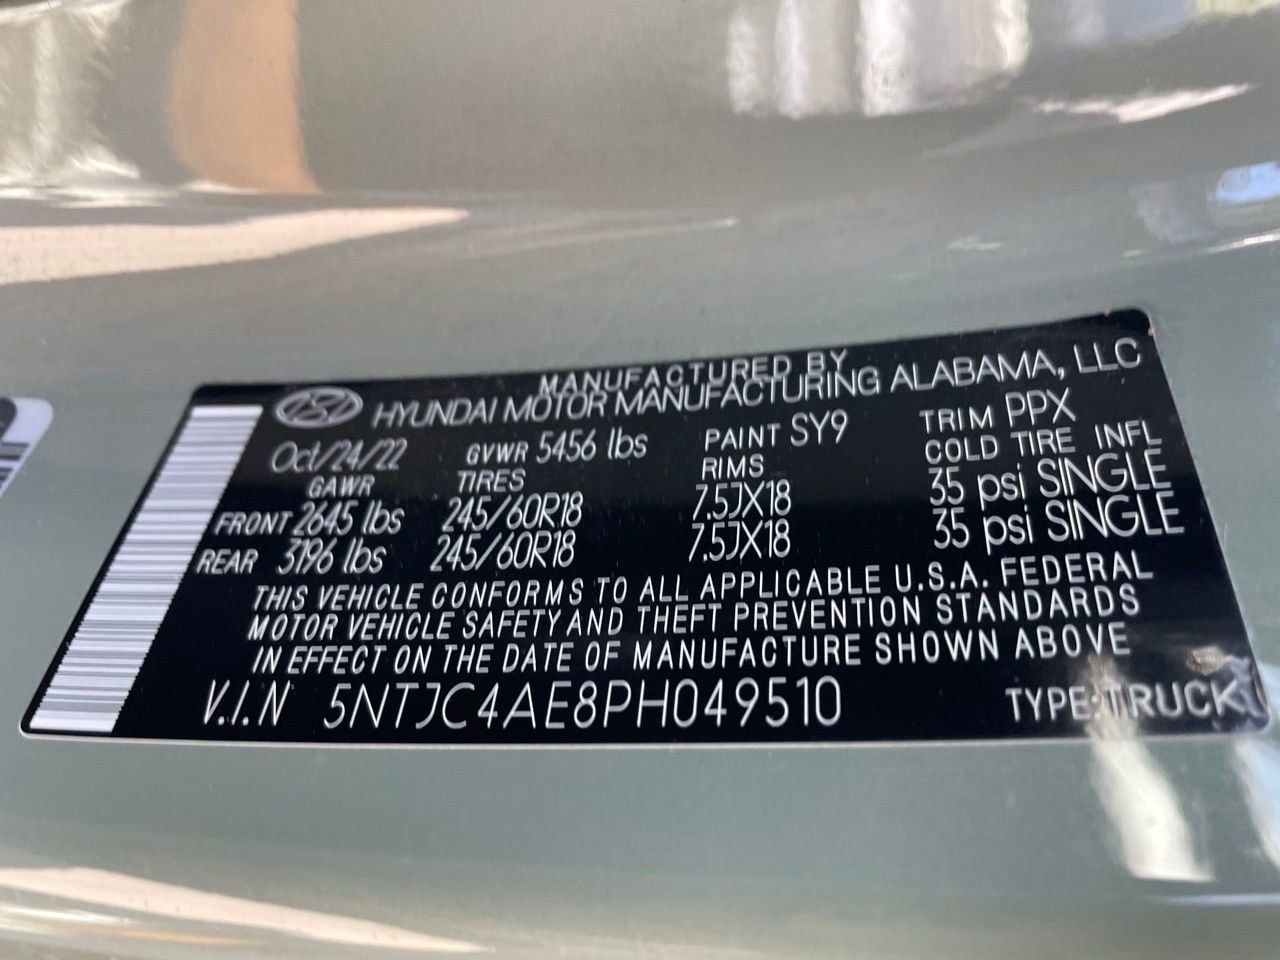 MANUFACTURED BY
HYUNDAI MOTOR MANUFACTURING ALABAMA, LLC
Oct/24/22 GVWR 5456 lbs PAINT SY9 TRIM PPX
GAWR TIRES RIMS COLD TIRE INFL
FRONT 2645 lbs 245/60R18 7.5JX18 35 psi SINGLE
REAR 3196 lbs 245/60R18 7.5JX18 35 psi SINGLE
THIS VEHICLE CONFORMS TO ALL APPLICABLE U.S.A. FEDERAL
MOTOR VEHICLE SAFETY AND THEFT PREVENTION STANDARDS
IN EFFECT ON THE DATE OF MANUFACTURE SHOWN ABOVE
V.I.N 5NTJC4AE8PH049510 TYPE:TRUCK